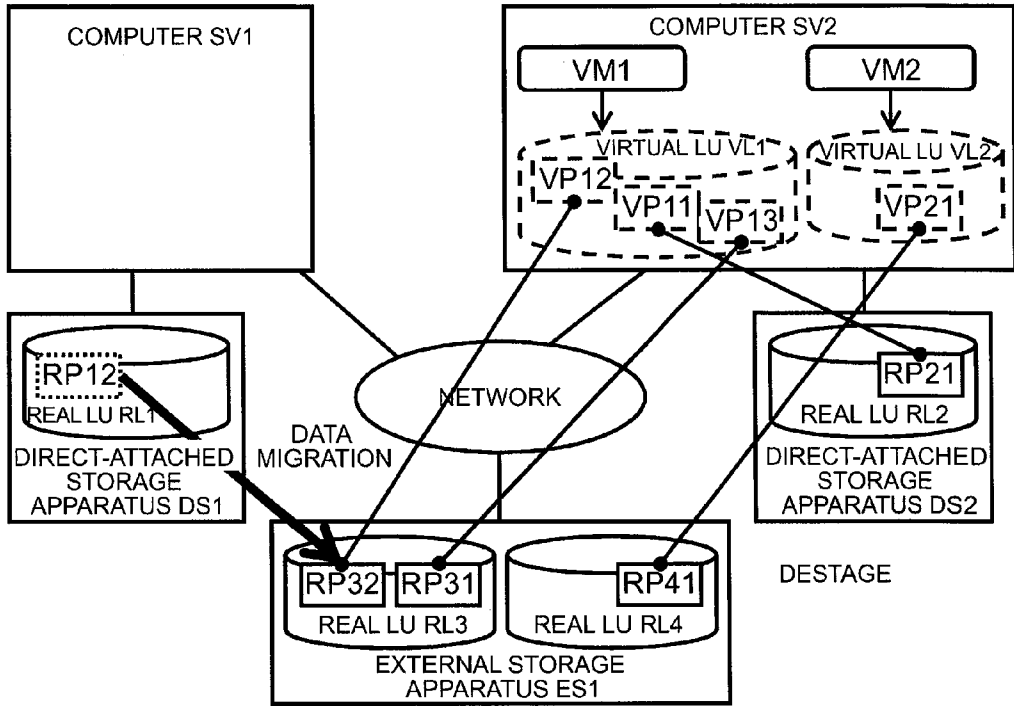 COMPUTER SV1
COMPUTER SV2
VM1
VM2
VIRTUAL LU VL1
VIRTUAL LU VL2
VP12
VP11
VP13
VP21
RP12
REAL LU RL1
DIRECT-ATTACHED
STORAGE
APPARATUS DS1
NETWORK
DATA
MIGRATION
RP21
REAL LU RL2
DIRECT-ATTACHED
STORAGE
APPARATUS DS2
RP32
RP31
REAL LU RL3
RP41
REAL LU RL4
EXTERNAL STORAGE
APPARATUS ES1
DESTAGE